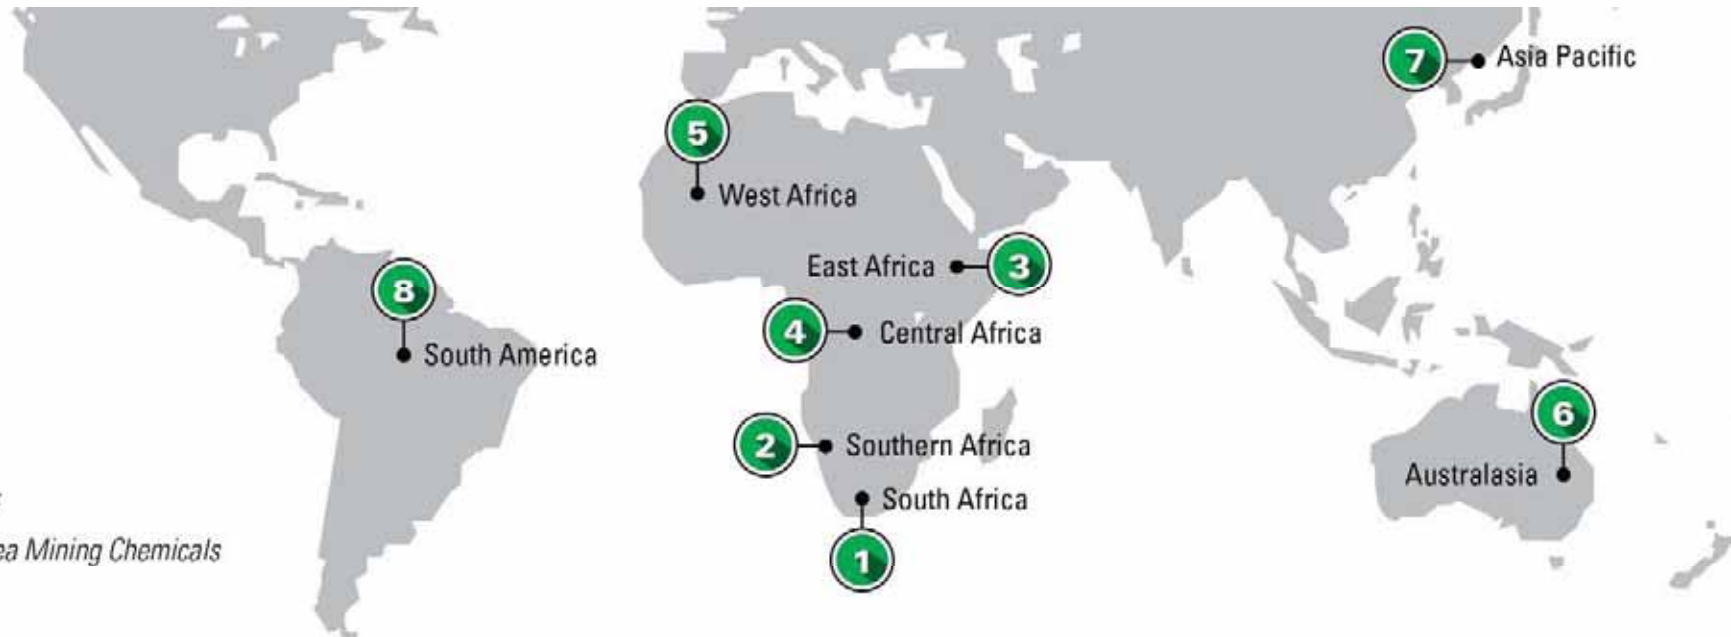 7 Asia Pacific
5
West Africa
East Africa 3
8
4 Central Africa
South America
6
2 Southern Africa
Australasia
South Africa
1
Mining Chemicals